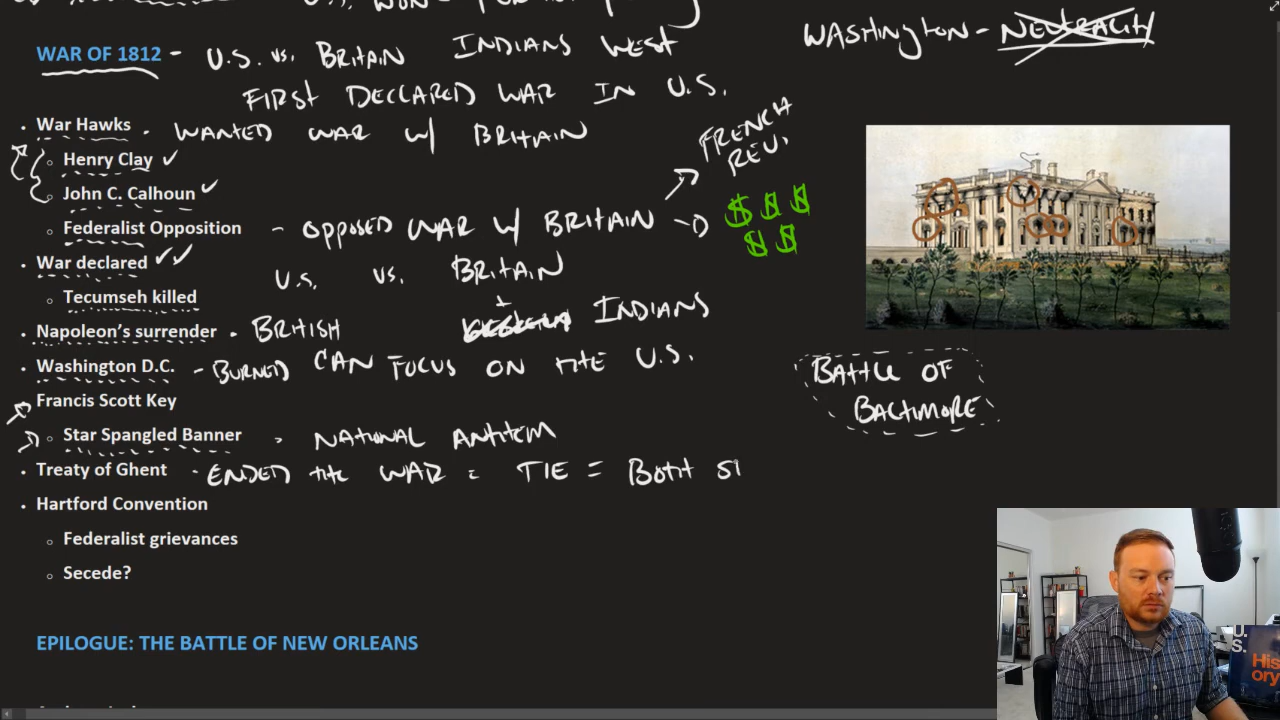 U.S. WON
WASHINGTON - NEUTRALITY
WAR OF 1812 - U.S. vs. BRITAIN INDIANS WEST
FIRST DECLARED WAR IN U.S.
War Hawks - WANTED WAR w/ BRITAIN
FRENCH
REV.
Henry Clay ✓
John C. Calhoun ✓
Federalist Opposition - OPPOSED WAR w/ BRITAIN → $ $ $
$ $
War declared ✓✓ U.S. vs. BRITAIN
Tecumseh killed + INDIANS
Napoleon's surrender - BRITISH
CAN FOCUS ON THE U.S.
Washington D.C. - BURNED
BATTLE OF
BALTIMORE
Francis Scott Key
Star Spangled Banner - NATIONAL ANTHEM
Treaty of Ghent - ENDED THE WAR = TIE = BOTH SI
Hartford Convention
Federalist grievances
Secede?
EPILOGUE: THE BATTLE OF NEW ORLEANS
U.
S.
His
ory